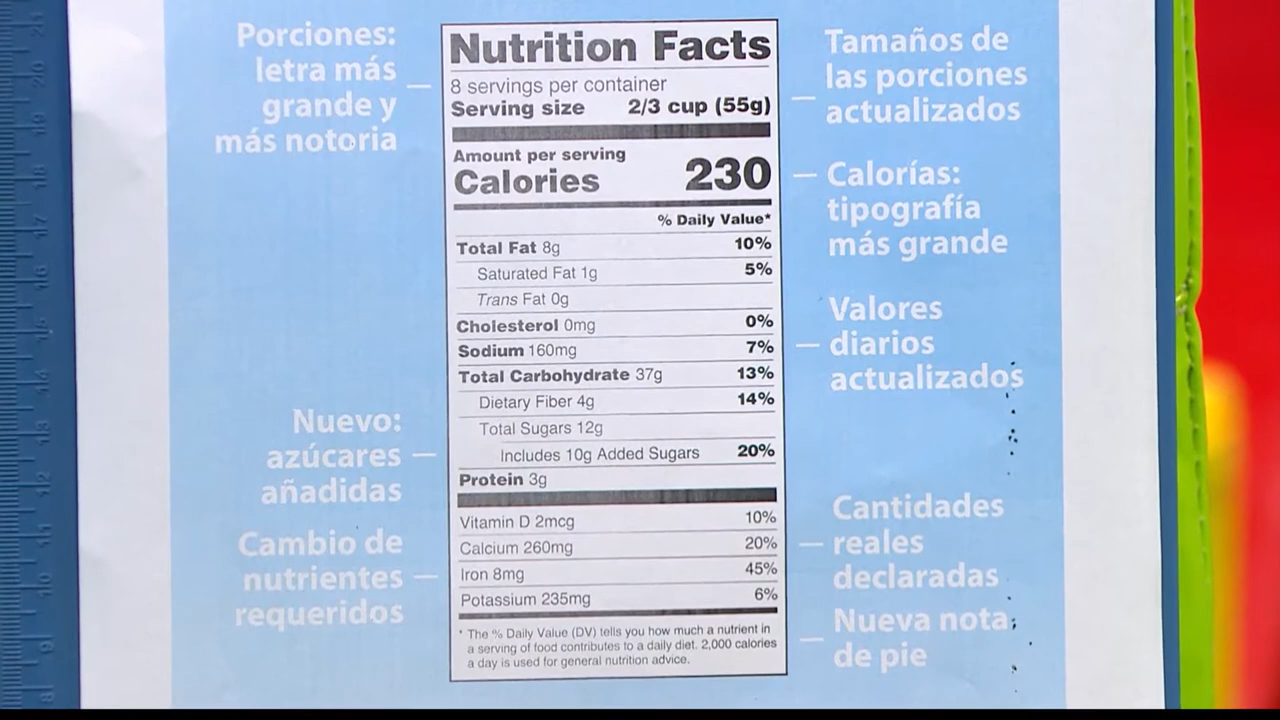 Porciones:
letra más
grande y
más notoria
Nuevo:
azúcares
añadidas
Cambio de
nutrientes
requeridos
Nutrition Facts
8 servings per container
Serving size 2/3 cup (55g)
Amount per serving
Calories 230
% Daily Value*
Total Fat 8g 10%
Saturated Fat 1g 5%
Trans Fat 0g
Cholesterol 0mg 0%
Sodium 160mg 7%
Total Carbohydrate 37g 13%
Dietary Fiber 4g 14%
Total Sugars 12g
Includes 10g Added Sugars 20%
Protein 3g
Vitamin D 2mcg 10%
Calcium 260mg 20%
Iron 8mg 45%
Potassium 235mg 6%
* The % Daily Value (DV) tells you how much a nutrient in
a serving of food contributes to a daily diet. 2,000 calories
a day is used for general nutrition advice.
Tamaños de
las porciones
actualizados
Calorías:
tipografía
más grande
Valores
diarios
actualizados
Cantidades
reales
declaradas
Nueva nota
de pie